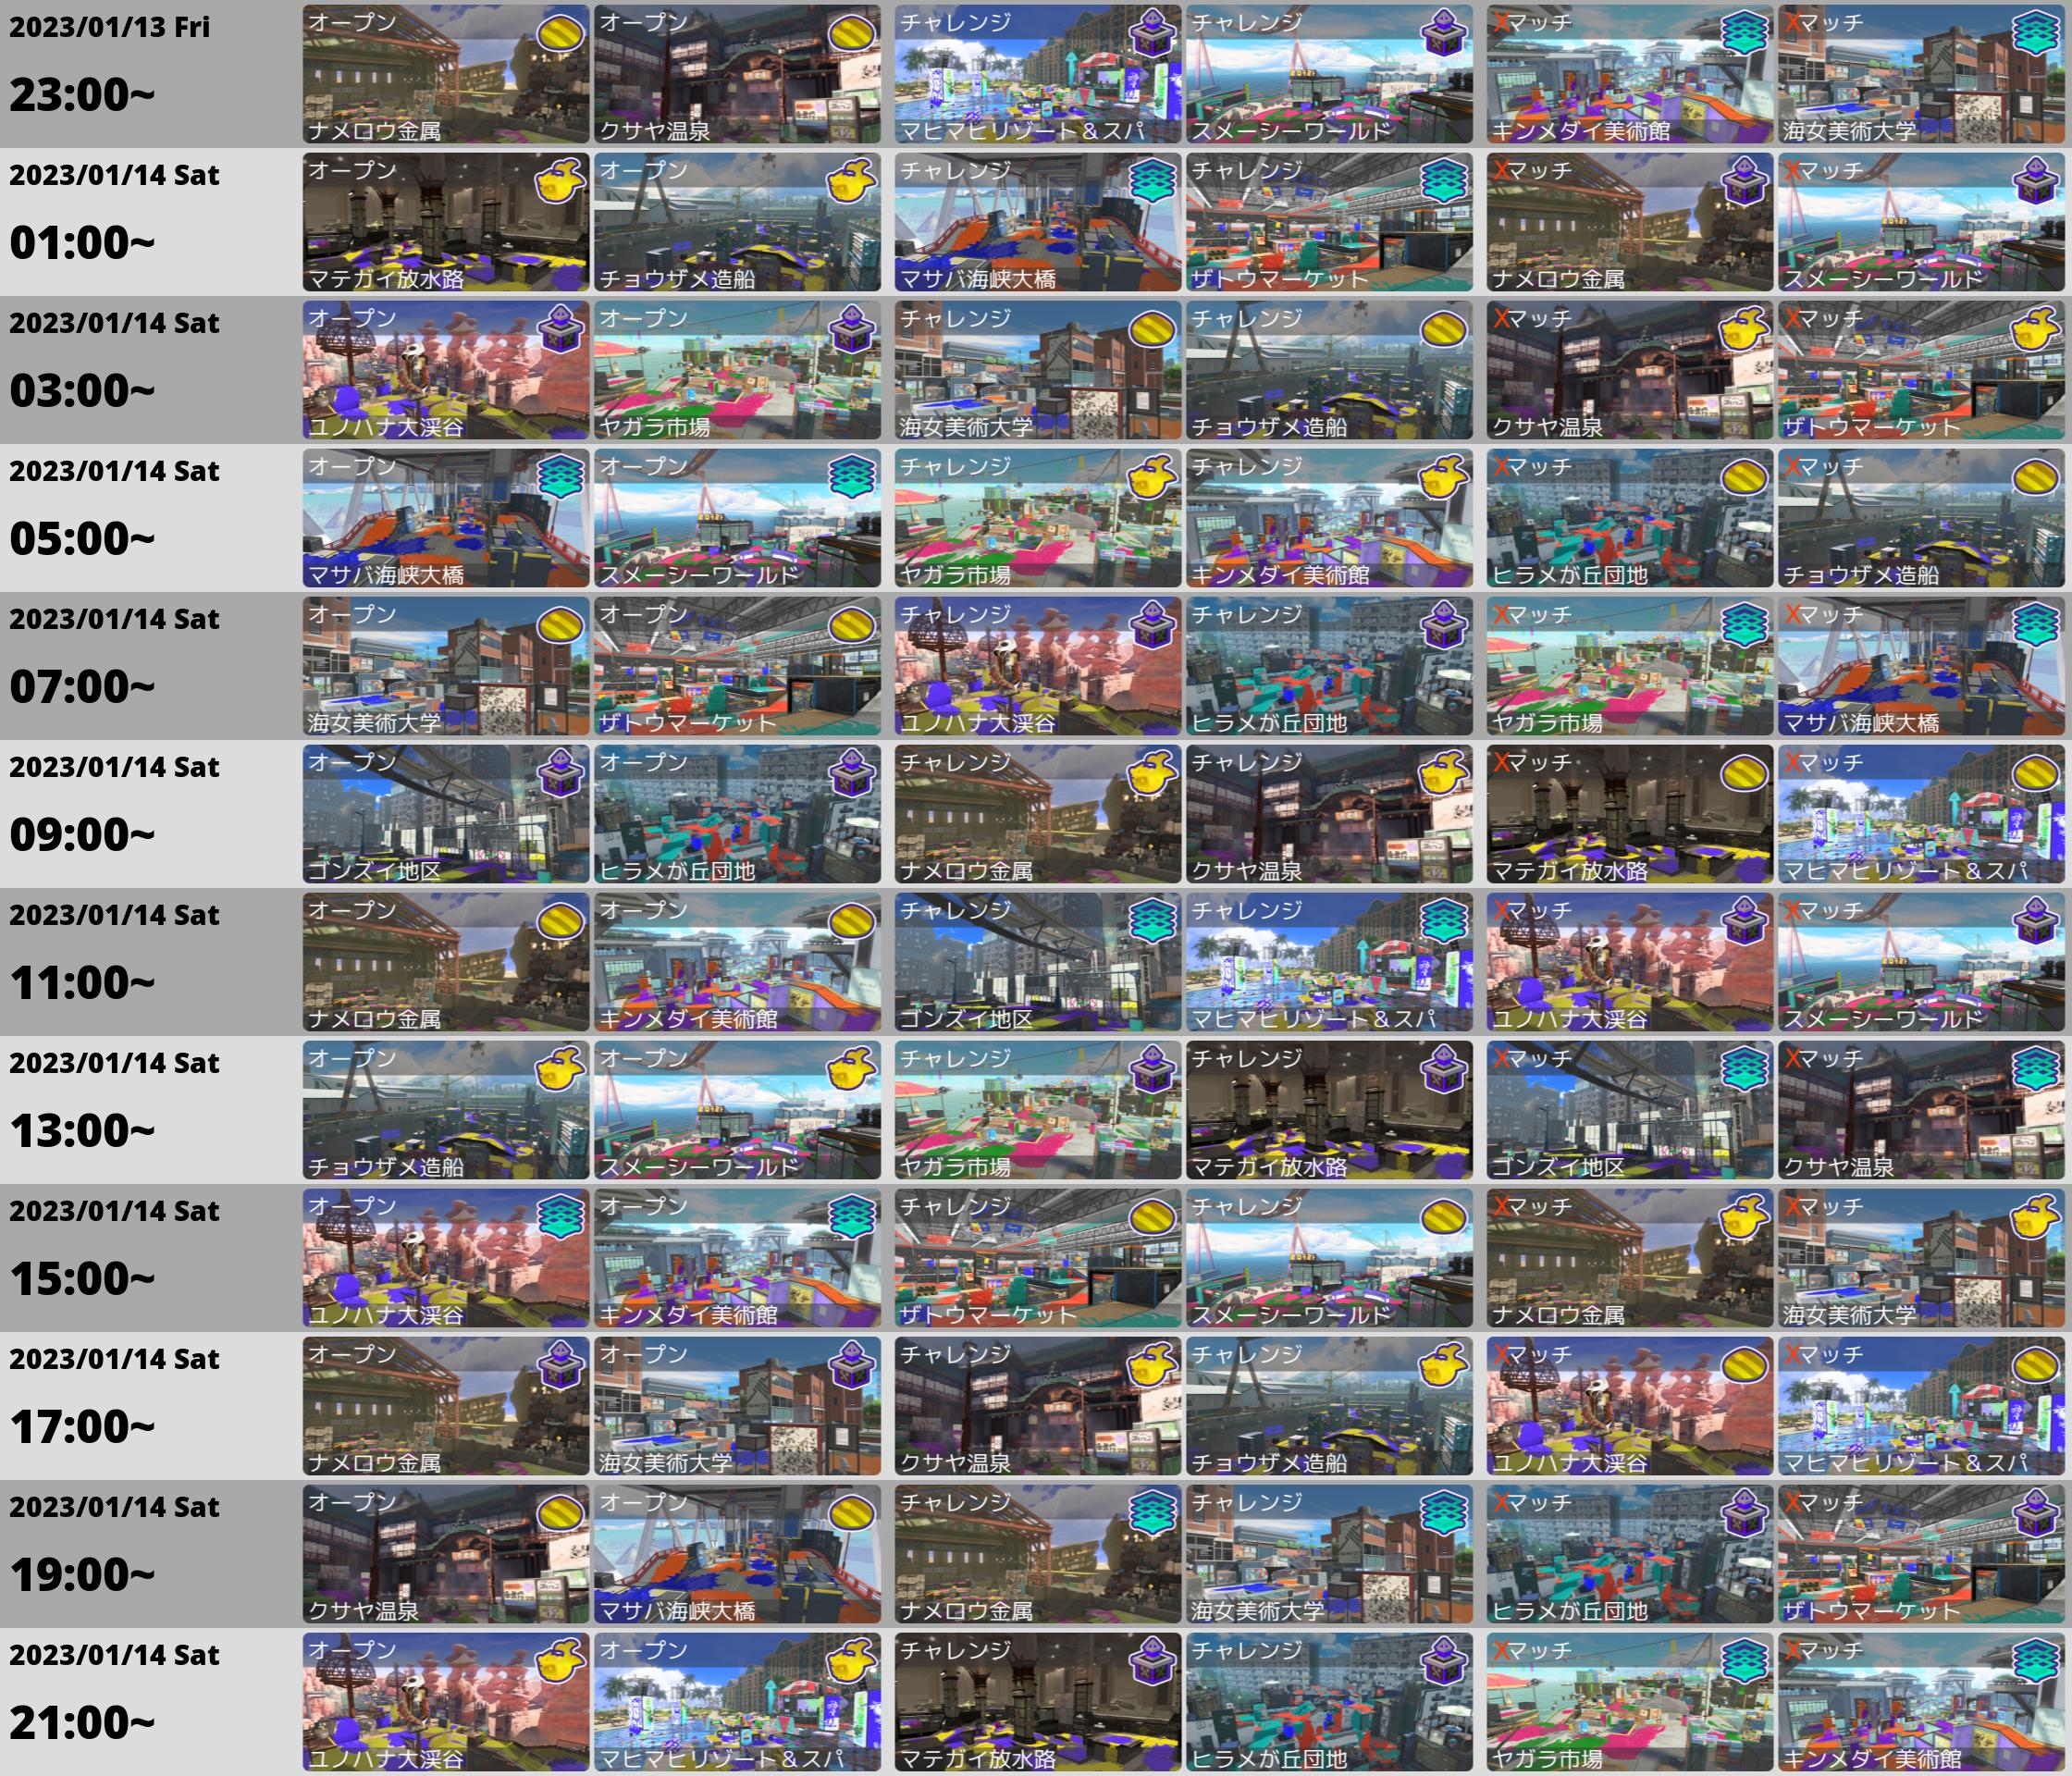 2023/01/13 Fri
23:00~
オープン
ナメロウ金属
オープン
クサヤ温泉
チャレンジ
マヒマヒリゾート＆スパ
チャレンジ
スメーシーワールド
Xマッチ
キンメダイ美術館
Xマッチ
海女美術大学
2023/01/14 Sat
01:00~
オープン
マテガイ放水路
オープン
チョウザメ造船
チャレンジ
マサバ海峡大橋
チャレンジ
ザトウマーケット
Xマッチ
ナメロウ金属
Xマッチ
スメーシーワールド
2023/01/14 Sat
03:00~
オープン
ユノハナ大渓谷
オープン
ヤガラ市場
チャレンジ
海女美術大学
チャレンジ
チョウザメ造船
Xマッチ
クサヤ温泉
Xマッチ
ザトウマーケット
2023/01/14 Sat
05:00~
オープン
マサバ海峡大橋
オープン
スメーシーワールド
チャレンジ
ヤガラ市場
チャレンジ
キンメダイ美術館
Xマッチ
ヒラメが丘団地
Xマッチ
チョウザメ造船
2023/01/14 Sat
07:00~
オープン
海女美術大学
オープン
ザトウマーケット
チャレンジ
ユノハナ大渓谷
チャレンジ
ヒラメが丘団地
Xマッチ
ヤガラ市場
Xマッチ
マサバ海峡大橋
2023/01/14 Sat
09:00~
オープン
ゴンズイ地区
オープン
ヒラメが丘団地
チャレンジ
ナメロウ金属
チャレンジ
クサヤ温泉
Xマッチ
マテガイ放水路
Xマッチ
マヒマヒリゾート＆スパ
2023/01/14 Sat
11:00~
オープン
ナメロウ金属
オープン
キンメダイ美術館
チャレンジ
ゴンズイ地区
チャレンジ
マヒマヒリゾート＆スパ
Xマッチ
ユノハナ大渓谷
Xマッチ
スメーシーワールド
2023/01/14 Sat
13:00~
オープン
チョウザメ造船
オープン
スメーシーワールド
チャレンジ
ヤガラ市場
チャレンジ
マテガイ放水路
Xマッチ
ゴンズイ地区
Xマッチ
クサヤ温泉
2023/01/14 Sat
15:00~
オープン
ユノハナ大渓谷
オープン
キンメダイ美術館
チャレンジ
ザトウマーケット
チャレンジ
スメーシーワールド
Xマッチ
ナメロウ金属
Xマッチ
海女美術大学
2023/01/14 Sat
17:00~
オープン
ナメロウ金属
オープン
海女美術大学
チャレンジ
クサヤ温泉
チャレンジ
チョウザメ造船
Xマッチ
ユノハナ大渓谷
Xマッチ
マヒマヒリゾート＆スパ
2023/01/14 Sat
19:00~
オープン
クサヤ温泉
オープン
マサバ海峡大橋
チャレンジ
ナメロウ金属
チャレンジ
海女美術大学
Xマッチ
ヒラメが丘団地
Xマッチ
ザトウマーケット
2023/01/14 Sat
21:00~
オープン
ユノハナ大渓谷
オープン
マヒマヒリゾート＆スパ
チャレンジ
マテガイ放水路
チャレンジ
ヒラメが丘団地
Xマッチ
ヤガラ市場
Xマッチ
キンメダイ美術館